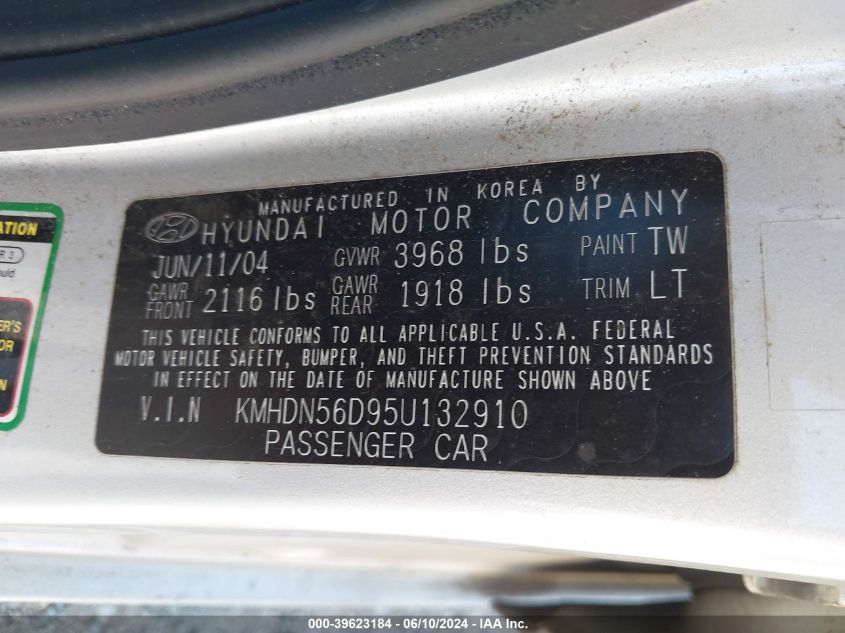 MANUFACTURED IN KOREA BY
HYUNDAI MOTOR COMPANY
JUN/11/04 GVWR 3968 lbs PAINT TW
GAWR FRONT 2116 lbs GAWR REAR 1918 lbs TRIM LT
THIS VEHICLE CONFORMS TO ALL APPLICABLE U.S.A. FEDERAL
MOTOR VEHICLE SAFETY, BUMPER, AND THEFT PREVENTION STANDARDS
IN EFFECT ON THE DATE OF MANUFACTURE SHOWN ABOVE
V.I.N KMHDN56D95U132910
PASSENGER CAR
000-39623184 - 06/10/2024 - IAA Inc.